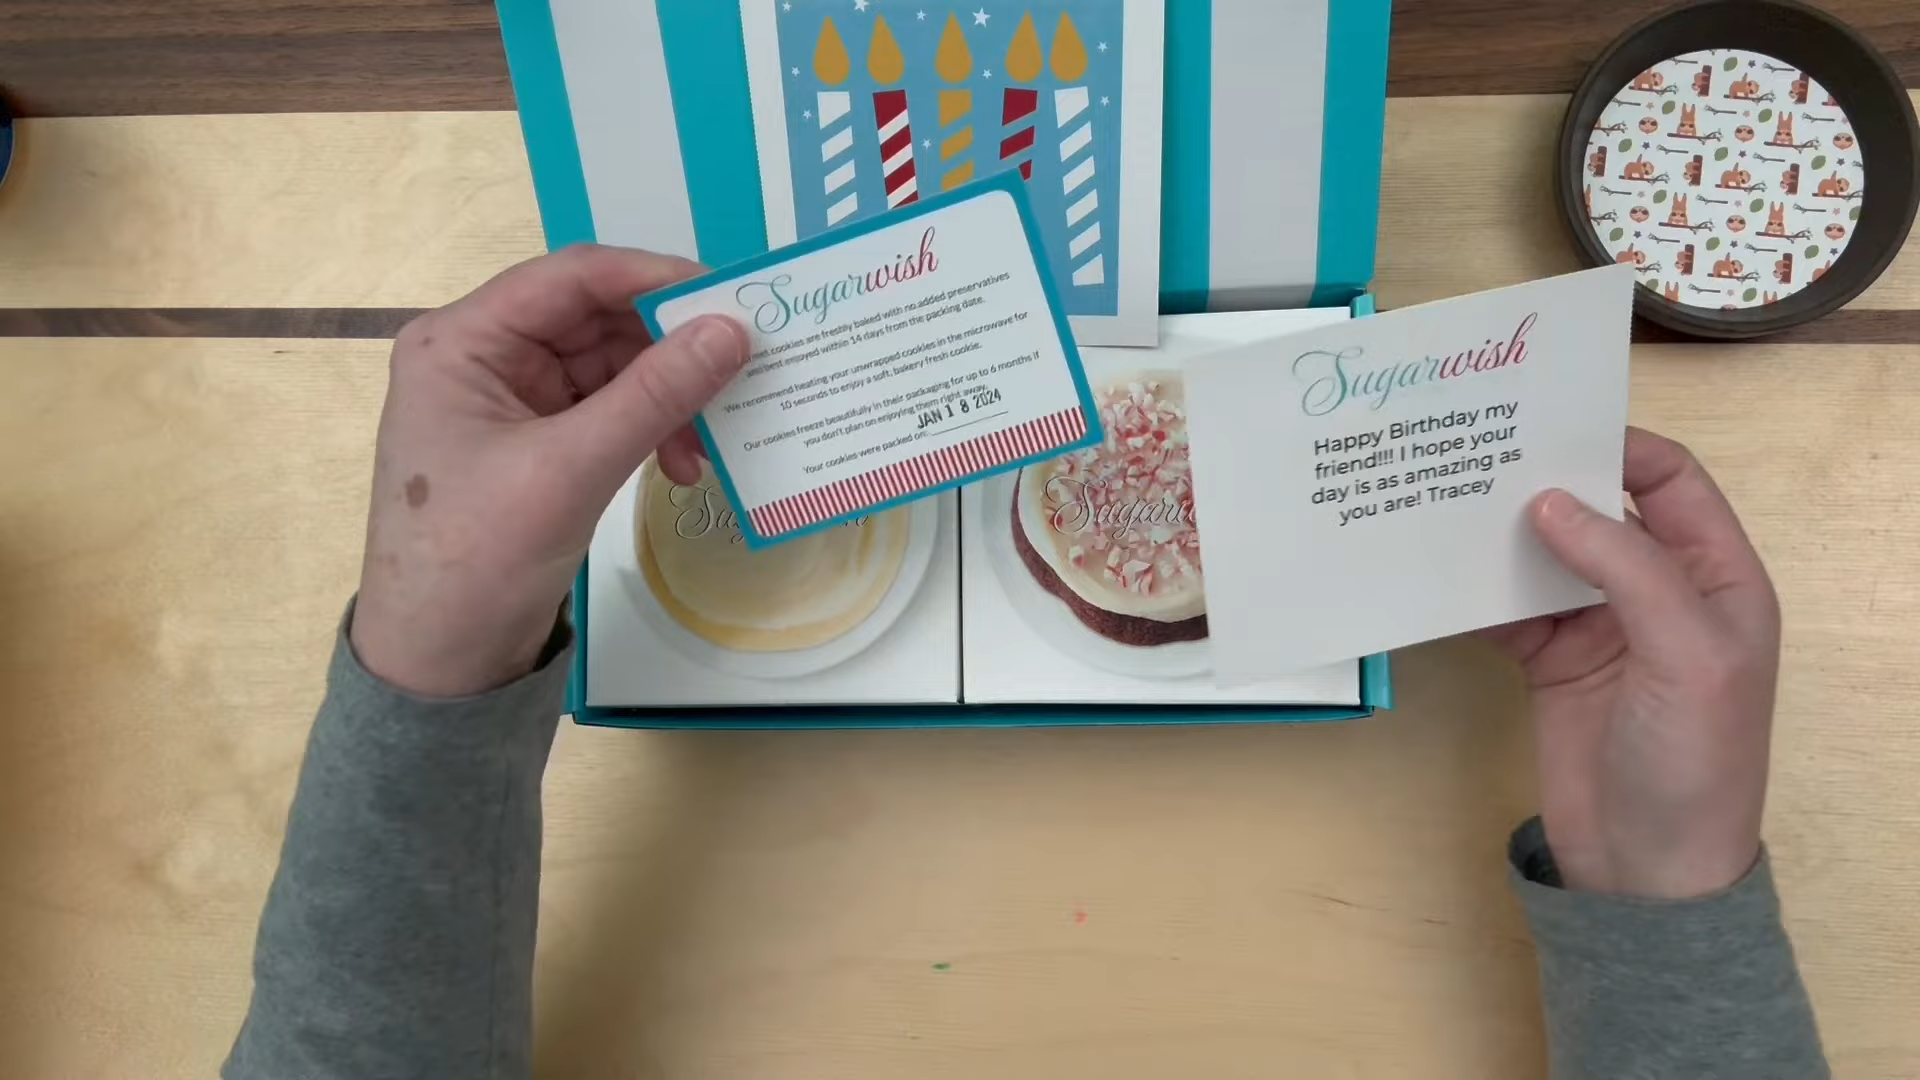 Sugarwish
cookies are freshly baked with no added preservatives
and best enjoyed within 14 days from the packing date.
We recommend heating your unwrapped cookies in the microwave for
10 seconds to enjoy a soft, bakery fresh cookie.
Our cookies freeze beautifully in their packaging for up to 6 months if
you don't plan on enjoying them right away.
JAN 1 8 2024
Your cookies were packed on:
Sugarwish
Happy Birthday my
friend!!! I hope your
day is as amazing as
you are! Tracey